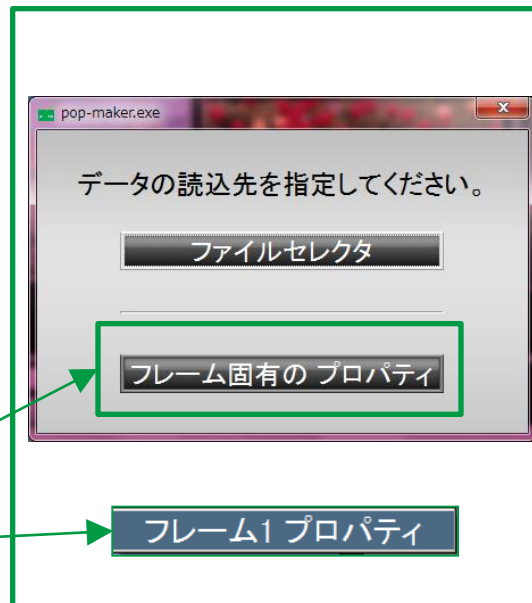 pop-maker.exe
データの読込先を指定してください。
ファイルセレクタ
フレーム固有の プロパティ
フレーム1 プロパティ